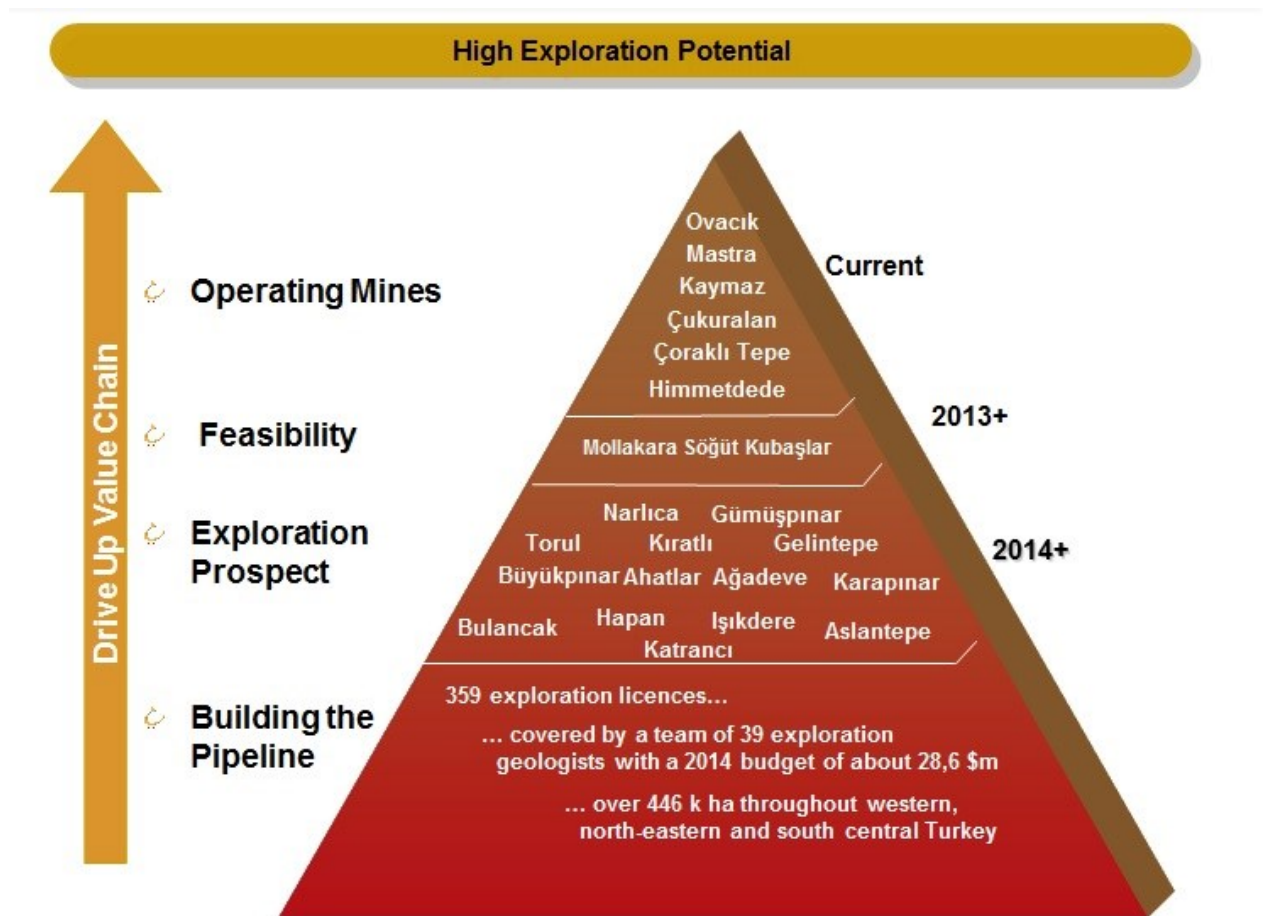 High Exploration Potential
Drive Up Value Chain
Operating Mines
Ovacık
Mastra
Kaymaz
Çukuralan
Çoraklı Tepe
Himmetdede
Current
Feasibility
Mollakara Söğüt Kubaşlar
2013+
Exploration
Prospect
Narlıca Gümüşpınar
Torul Kıratlı Gelintepe
Büyükpınar Ahatlar Ağadeve Karapınar
Bulancak Hapan Işıkdere Aslantepe
Katrancı
2014+
Building the
Pipeline
359 exploration licences…
… covered by a team of 39 exploration
geologists with a 2014 budget of about 28,6 $m
… over 446 k ha throughout western,
north-eastern and south central Turkey